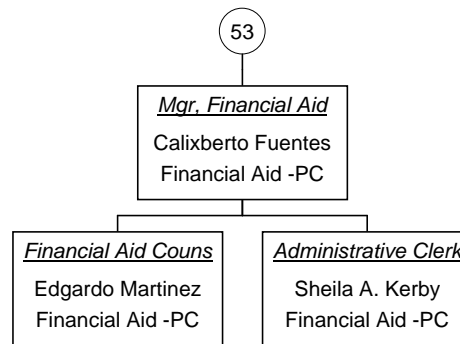 53
Mgr, Financial Aid
Calixberto Fuentes
Financial Aid -PC
Financial Aid Couns
Edgardo Martinez
Financial Aid -PC
Administrative Clerk
Sheila A. Kerby
Financial Aid -PC